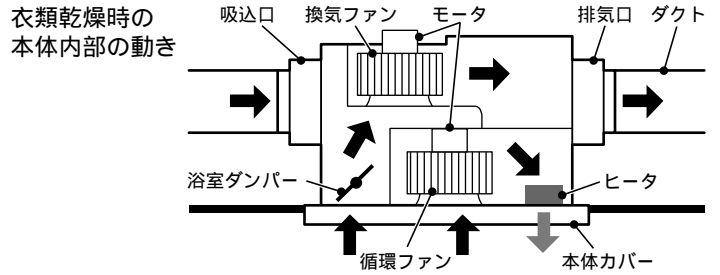 衣類乾燥時の
本体内部の動き
吸込口
換気ファン
モータ
排気口
ダクト
浴室ダンパー
ヒータ
循環ファン
本体カバー